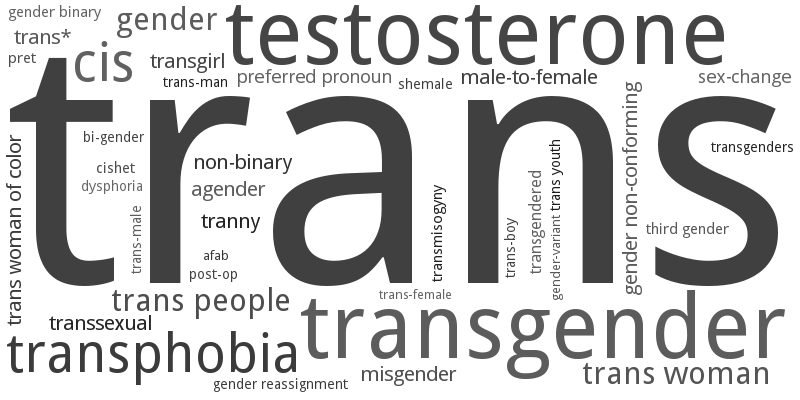 gender binary
gender
testosterone
trans*
pret
cis
transgirl
trans-man
preferred pronoun
shemale
male-to-female
sex-change
trans
bi-gender
cishet
dysphoria
non-binary
agender
tranny
trans-male
afab
post-op
transmisogyny
trans-boy
transgendered
gender-variant
trans youth
gender non-conforming
transgenders
third gender
trans woman of color
trans people
trans-female
transgender
transsexual
transphobia
gender reassignment
misgender
trans woman